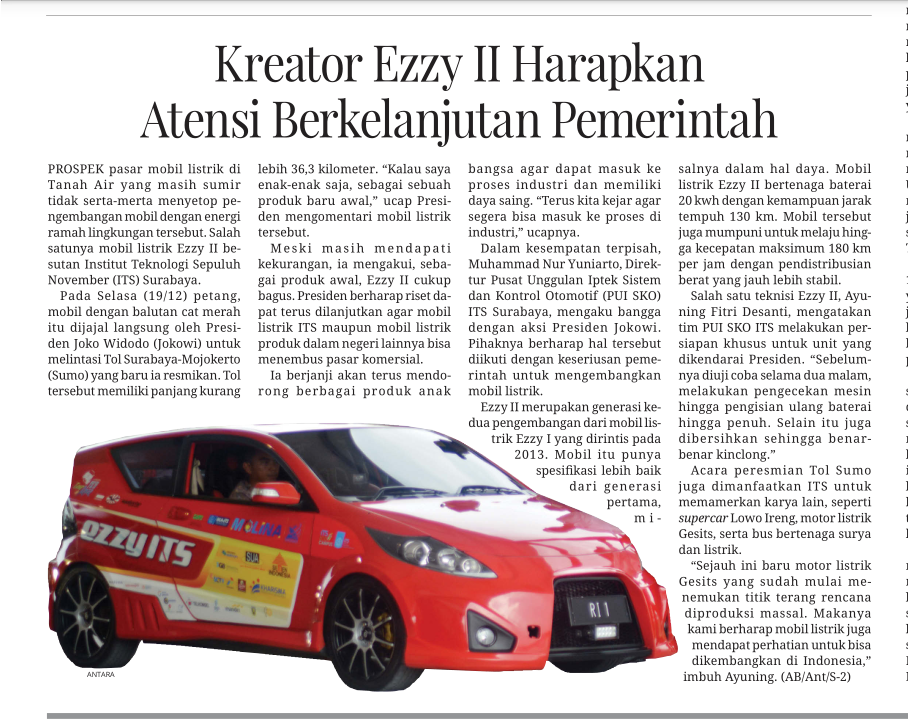 Kreator Ezzy II Harapkan
Atensi Berkelanjutan Pemerintah
PROSPEK pasar mobil listrik di
Tanah Air yang masih sumir
tidak serta-merta menyetop pe-
ngembangan mobil dengan energi
ramah lingkungan tersebut. Salah
satunya mobil listrik Ezzy II be-
sutan Institut Teknologi Sepuluh
November (ITS) Surabaya.
Pada Selasa (19/12) petang,
mobil dengan balutan cat merah
itu dijajal langsung oleh Presi-
den Joko Widodo (Jokowi) untuk
melintasi Tol Surabaya-Mojokerto
(Sumo) yang baru ia resmikan. Tol
tersebut memiliki panjang kurang
lebih 36,3 kilometer. “Kalau saya
enak-enak saja, sebagai sebuah
produk baru awal,” ucap Presi-
den mengomentari mobil listrik
tersebut.
Meski masih mendapati
kekurangan, ia mengakui, seba-
gai produk awal, Ezzy II cukup
bagus. Presiden berharap riset da-
pat terus dilanjutkan agar mobil
listrik ITS maupun mobil listrik
produk dalam negeri lainnya bisa
menembus pasar komersial.
Ia berjanji akan terus mendo-
rong berbagai produk anak
bangsa agar dapat masuk ke
proses industri dan memiliki
daya saing. “Terus kita kejar agar
segera bisa masuk ke proses di
industri,” ucapnya.
Dalam kesempatan terpisah,
Muhammad Nur Yuniarto, Direk-
tur Pusat Unggulan Iptek Sistem
dan Kontrol Otomotif (PUI SKO)
ITS Surabaya, mengaku bangga
dengan aksi Presiden Jokowi.
Pihaknya berharap hal tersebut
diikuti dengan keseriusan peme-
rintah untuk mengembangkan
mobil listrik.
Ezzy II merupakan generasi ke-
dua pengembangan dari mobil lis-
trik Ezzy I yang dirintis pada
2013. Mobil itu punya
spesifikasi lebih baik
dari generasi
pertama,
mi-
salnya dalam hal daya. Mobil
listrik Ezzy II bertenaga baterai
20 kwh dengan kemampuan jarak
tempuh 130 km. Mobil tersebut
juga mumpuni untuk melaju hing-
ga kecepatan maksimum 180 km
per jam dengan pendistribusian
berat yang jauh lebih stabil.
Salah satu teknisi Ezzy II, Ayu-
ning Fitri Desanti, mengatakan
tim PUI SKO ITS melakukan per-
siapan khusus untuk unit yang
dikendarai Presiden. “Sebelum-
nya diuji coba selama dua malam,
melakukan pengecekan mesin
hingga pengisian ulang baterai
hingga penuh. Selain itu juga
dibersihkan sehingga benar-
benar kinclong.”
Acara peresmian Tol Sumo
juga dimanfaatkan ITS untuk
memamerkan karya lain, seperti
supercar Lowo Ireng, motor listrik
Gesits, serta bus bertenaga surya
dan listrik.
“Sejauh ini baru motor listrik
Gesits yang sudah mulai me-
nemukan titik terang rencana
diproduksi massal. Makanya
kami berharap mobil listrik juga
mendapat perhatian untuk bisa
dikembangkan di Indonesia,”
imbuh Ayuning. (AB/Ant/S-2)
MOLINA
EZZY ITS
SUA
RI 1
ANTARA